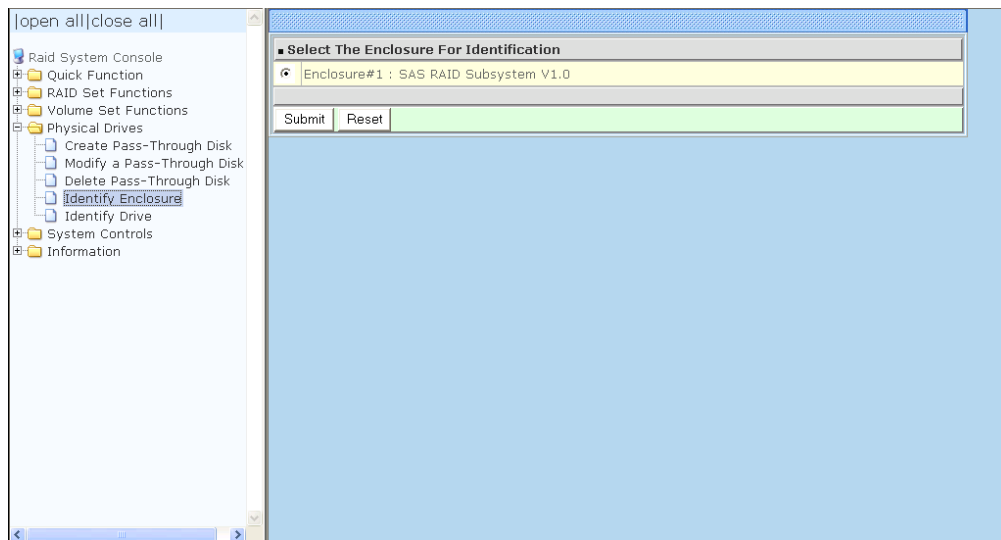 |open all|close all|
Raid System Console
Quick Function
RAID Set Functions
Volume Set Functions
Physical Drives
Create Pass-Through Disk
Modify a Pass-Through Disk
Delete Pass-Through Disk
Identify Enclosure
Identify Drive
System Controls
Information
Select The Enclosure For Identification
Enclosure#1 : SAS RAID Subsystem V1.0
Submit Reset